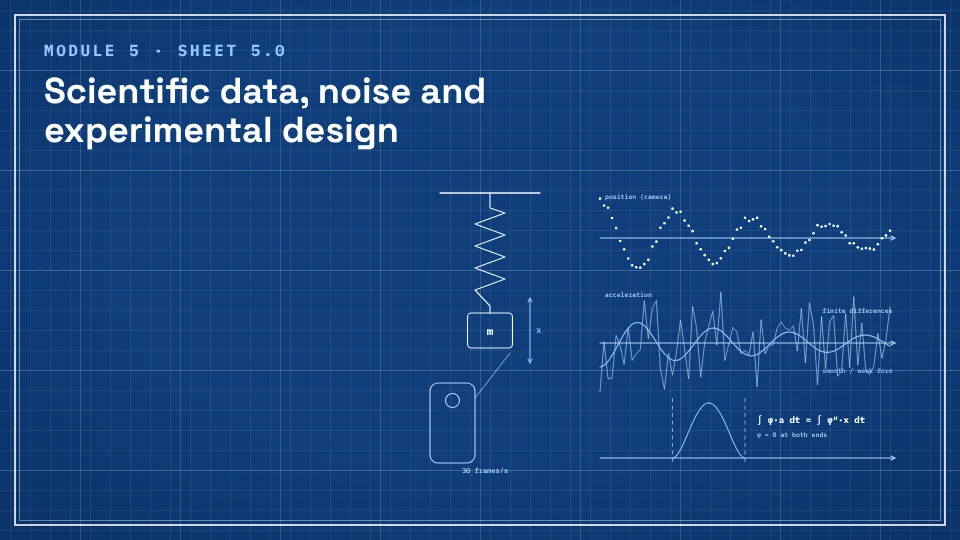 MODULE 5 · SHEET 5.0
Scientific data, noise and
experimental design
position (camera)
acceleration
finite differences
m
x
smooth / weak form
∫ φ·a dt = ∫ φ″·x dt
φ = 0 at both ends
30 frames/s